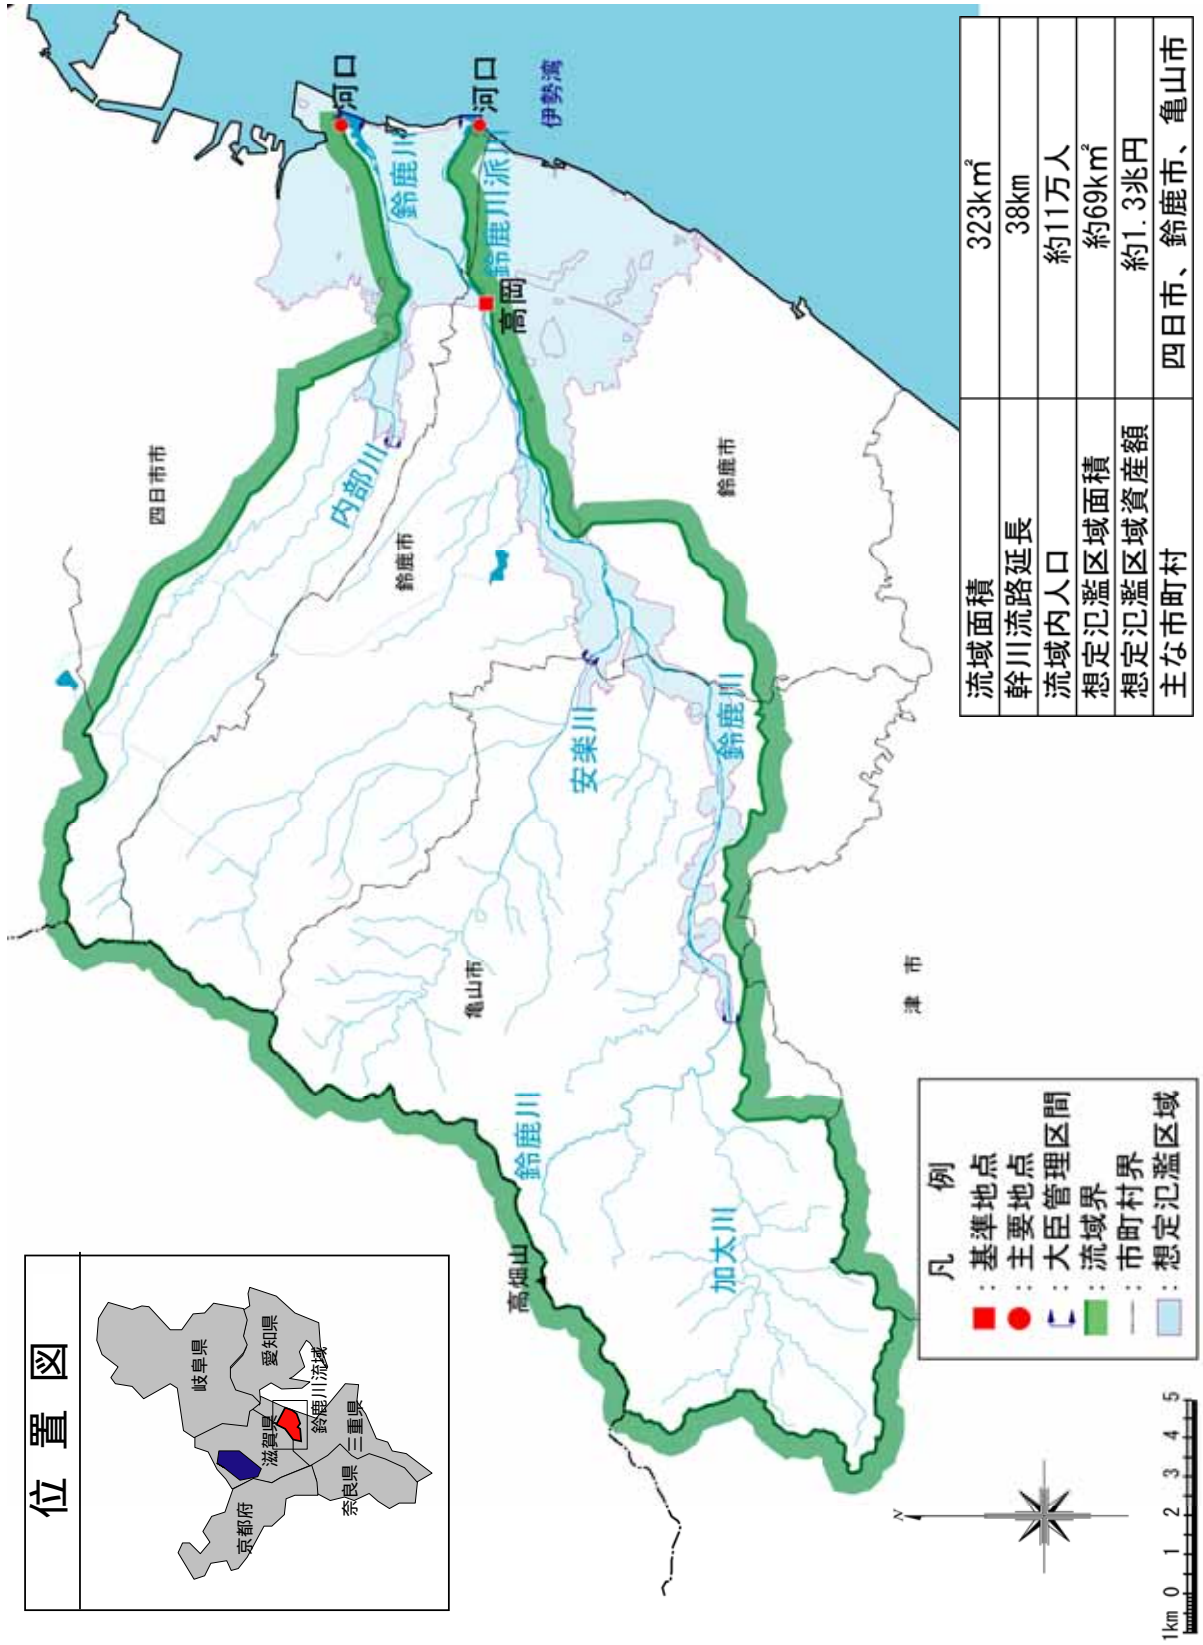 位置図
岐阜県
愛知県
滋賀県
鈴鹿川流域
三重県
京都府
奈良県
四日市市
内部川
鈴鹿市
鈴鹿川
河口
河口
伊勢湾
鈴鹿川派川
高岡
鈴鹿市
安楽川
鈴鹿川
亀山市
鈴鹿川
高畑山
加太川
津市
凡例
：基準地点
：主要地点
：大臣管理区間
：流域界
：市町村界
：想定氾濫区域
流域面積 323km²
幹川流路延長 38km
流域内人口 約11万人
想定氾濫区域面積 約69km²
想定氾濫区域資産額 約1.3兆円
主な市町村 四日市、鈴鹿市、亀山市
N
1km 0 1 2 3 4 5